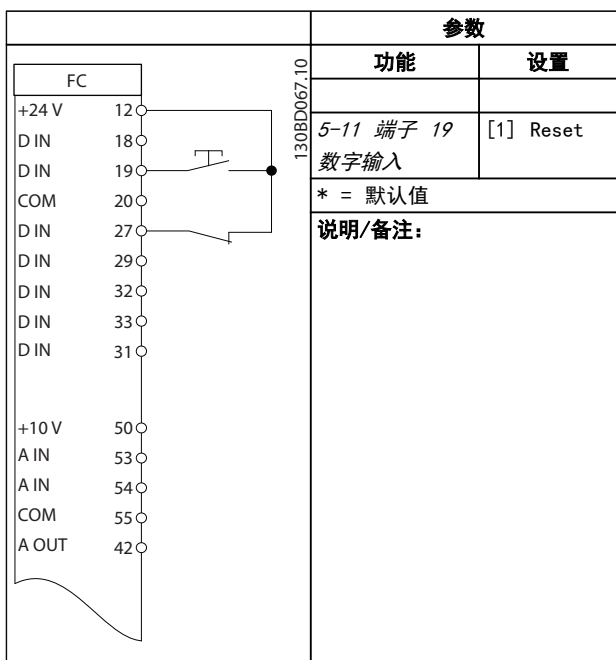 参数
功能 设置
5-11 端子 19 数字输入 [1] Reset
* = 默认值
说明/备注:
130BD067.10
FC
+24 V 12
D IN 18
D IN 19
COM 20
D IN 27
D IN 29
D IN 32
D IN 33
D IN 31
+10 V 50
A IN 53
A IN 54
COM 55
A OUT 42